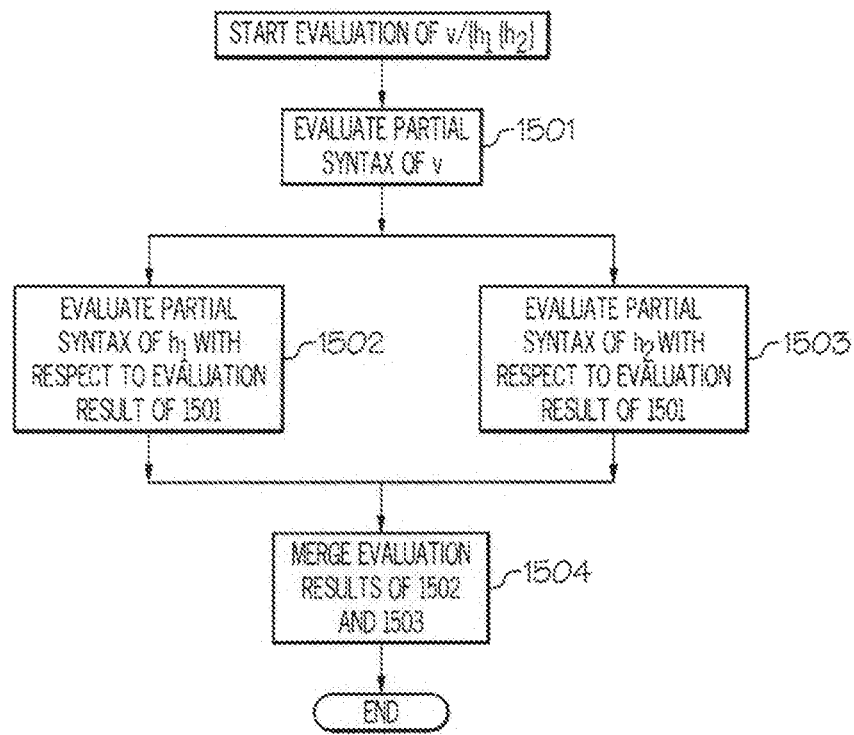 START EVALUATION OF v/(h₁ |h₂)
EVALUATE PARTIAL
SYNTAX OF v
1501
EVALUATE PARTIAL
SYNTAX OF h₁ WITH
RESPECT TO EVALUATION
RESULT OF 1501
1502
EVALUATE PARTIAL
SYNTAX OF h₂ WITH
RESPECT TO EVALUATION
RESULT OF 1501
1503
MERGE EVALUATION
RESULTS OF 1502
AND 1503
1504
END